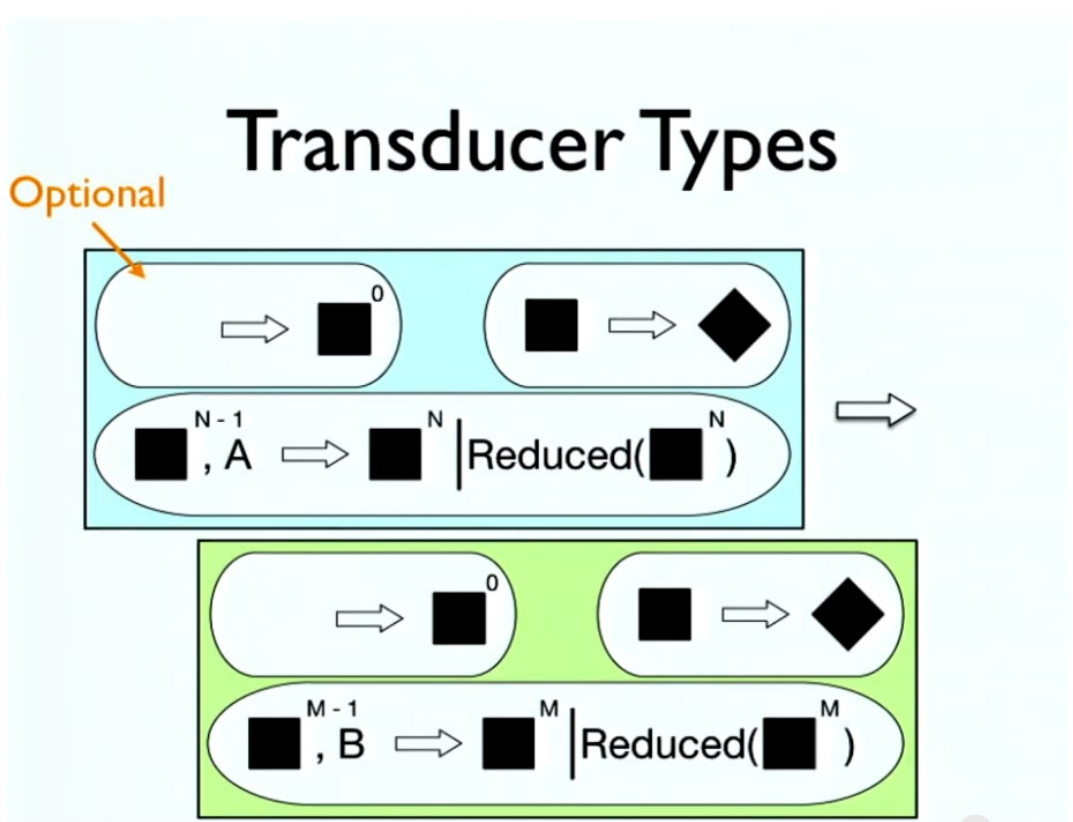 Transducer Types
Optional
0
N - 1
, A
N
|Reduced(
N
)
0
M - 1
, B
M
|Reduced(
M
)